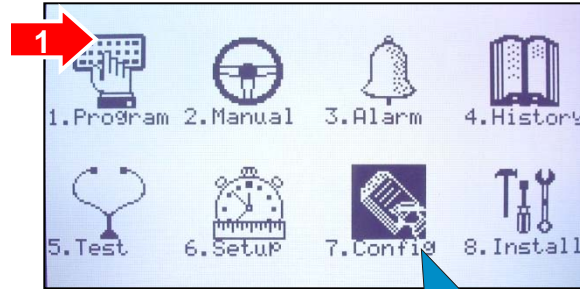 1
1.Program 2.Manual 3.Alarm 4.History
5.Test 6.Setup 7.Config 8.Install